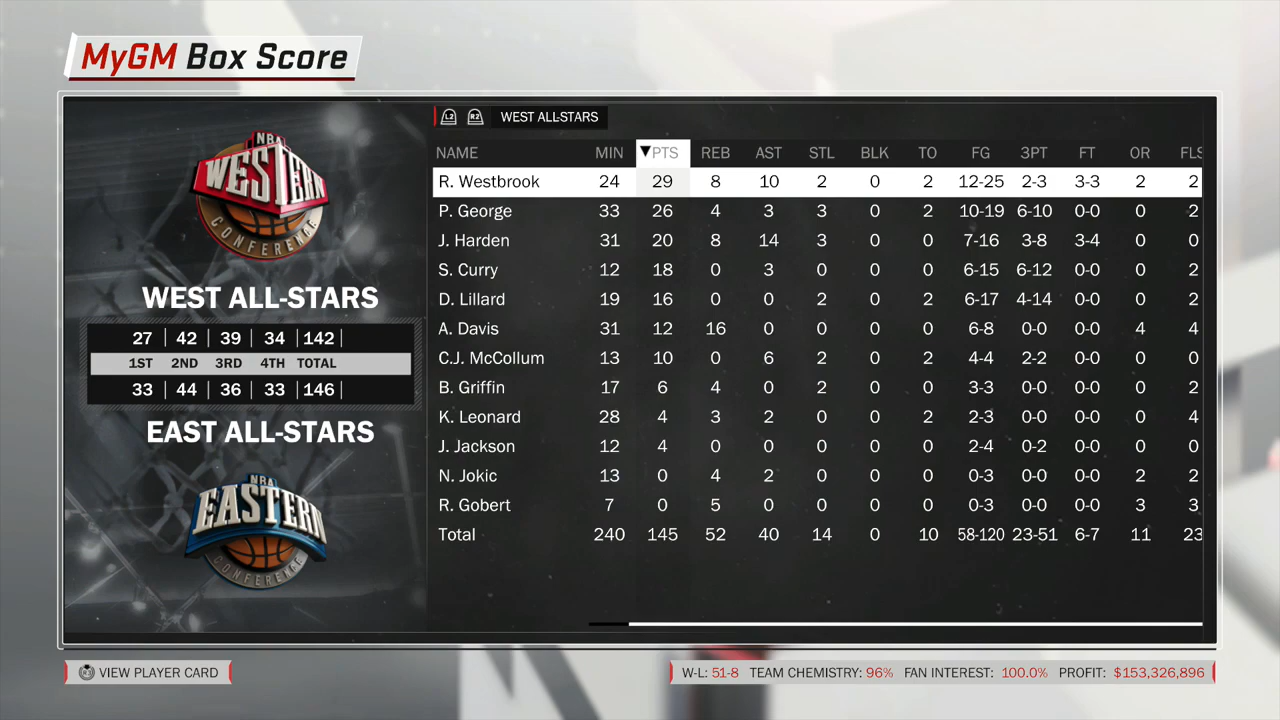 MyGM Box Score
NBA
WESTERN
CONFERENCE
WEST ALL-STARS
27 | 42 | 39 | 34 | 142 |
1ST 2ND 3RD 4TH TOTAL
33 | 44 | 36 | 33 | 146 |
EAST ALL-STARS
NBA
EASTERN
CONFERENCE
L2 R2 WEST ALL-STARS
NAME MIN ▼PTS REB AST STL BLK TO FG 3PT FT OR FLS
R. Westbrook 24 29 8 10 2 0 2 12-25 2-3 3-3 2 2
P. George 33 26 4 3 3 0 2 10-19 6-10 0-0 0 2
J. Harden 31 20 8 14 3 0 0 7-16 3-8 3-4 0 0
S. Curry 12 18 0 3 0 0 0 6-15 6-12 0-0 0 2
D. Lillard 19 16 0 0 2 0 2 6-17 4-14 0-0 0 2
A. Davis 31 12 16 0 0 0 0 6-8 0-0 0-0 4 4
C.J. McCollum 13 10 0 6 2 0 2 4-4 2-2 0-0 0 0
B. Griffin 17 6 4 0 2 0 0 3-3 0-0 0-0 0 2
K. Leonard 28 4 3 2 0 0 2 2-3 0-0 0-0 0 4
J. Jackson 12 4 0 0 0 0 0 2-4 0-2 0-0 0 0
N. Jokic 13 0 4 2 0 0 0 0-3 0-0 0-0 2 2
R. Gobert 7 0 5 0 0 0 0 0-3 0-0 0-0 3 3
Total 240 145 52 40 14 0 10 58-120 23-51 6-7 11 23
R3 VIEW PLAYER CARD
W-L: 51-8 TEAM CHEMISTRY: 96% FAN INTEREST: 100.0% PROFIT: $153,326,896